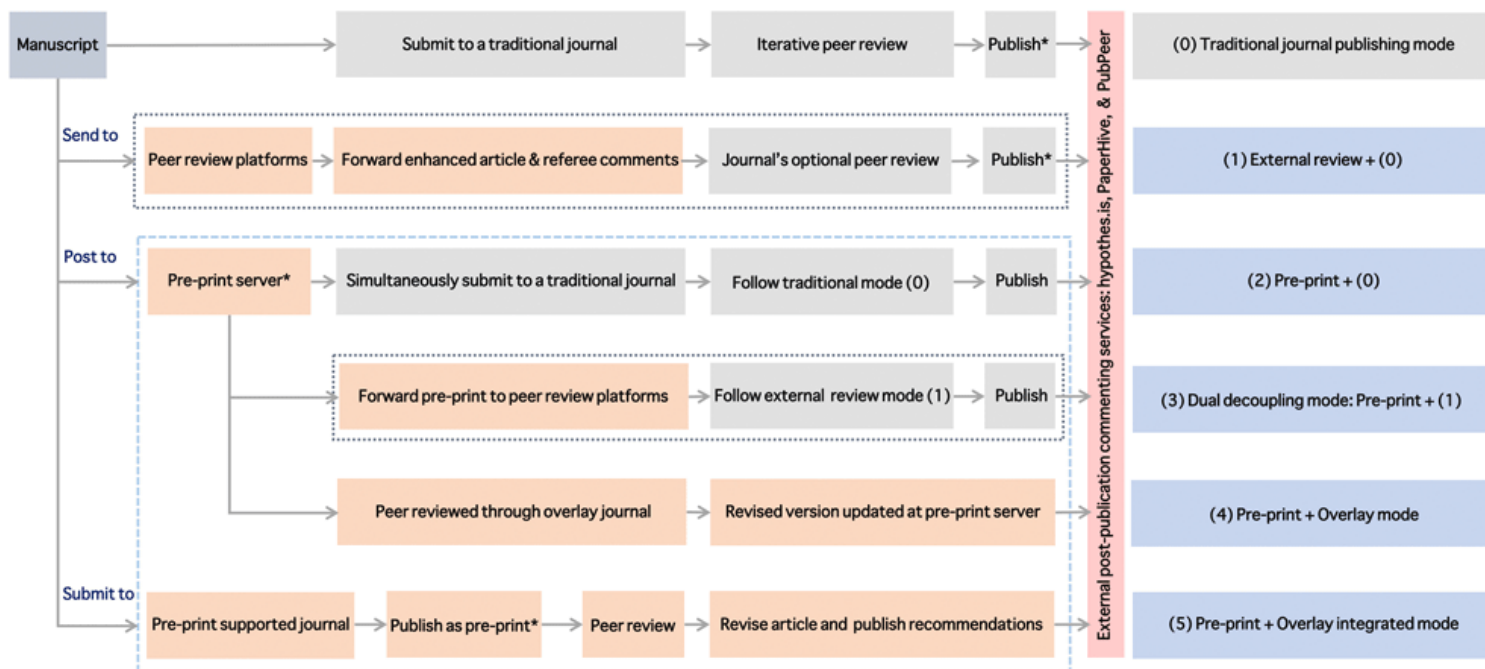 Manuscript
Submit to a traditional journal
Iterative peer review
Publish*
(0) Traditional journal publishing mode
Send to
Peer review platforms
Forward enhanced article & referee comments
Journal's optional peer review
Publish*
(1) External review + (0)
Post to
Pre-print server*
Simultaneously submit to a traditional journal
Follow traditional mode (0)
Publish
(2) Pre-print + (0)
Forward pre-print to peer review platforms
Follow external review mode (1)
Publish
(3) Dual decoupling mode: Pre-print + (1)
Peer reviewed through overlay journal
Revised version updated at pre-print server
(4) Pre-print + Overlay mode
Submit to
Pre-print supported journal
Publish as pre-print*
Peer review
Revise article and publish recommendations
(5) Pre-print + Overlay integrated mode
External post-publication commenting services: hypothes.is, PaperHive, & PubPeer